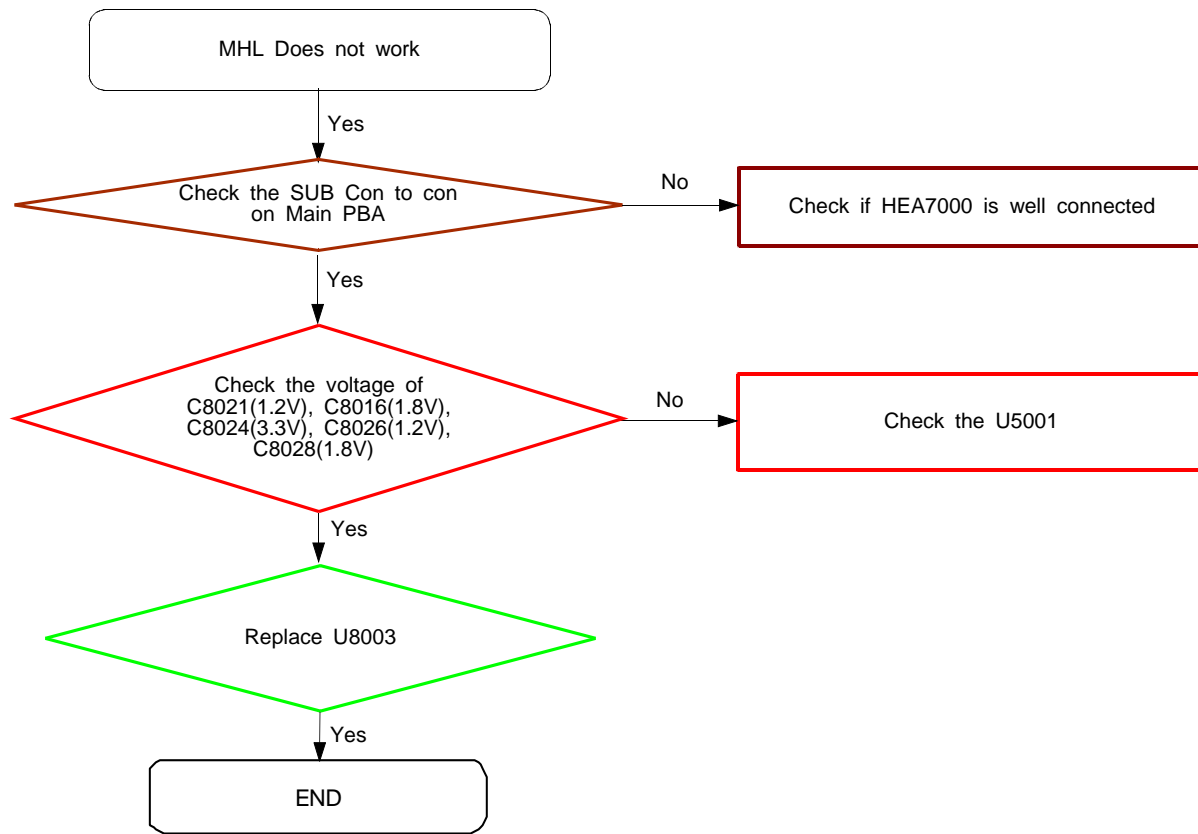 MHL Does not work
Yes
Check the SUB Con to con
on Main PBA
No
Check if HEA7000 is well connected
Yes
Check the voltage of
C8021(1.2V), C8016(1.8V),
C8024(3.3V), C8026(1.2V),
C8028(1.8V)
No
Check the U5001
Yes
Replace U8003
Yes
END